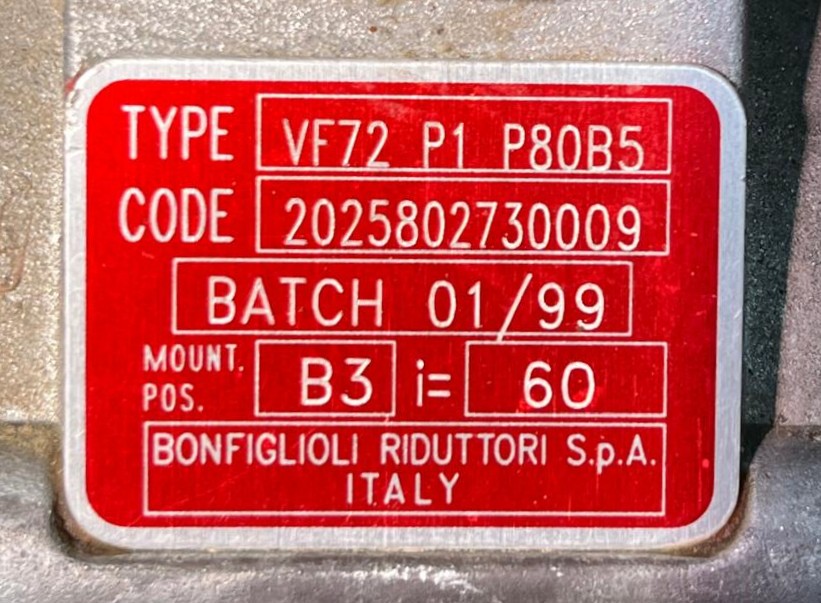 TYPE VF72 P1 P80B5
CODE 2025802730009
BATCH 01/99
MOUNT. POS. B3 i= 60
BONFIGLIOLI RIDUTTORI S.p.A.
ITALY